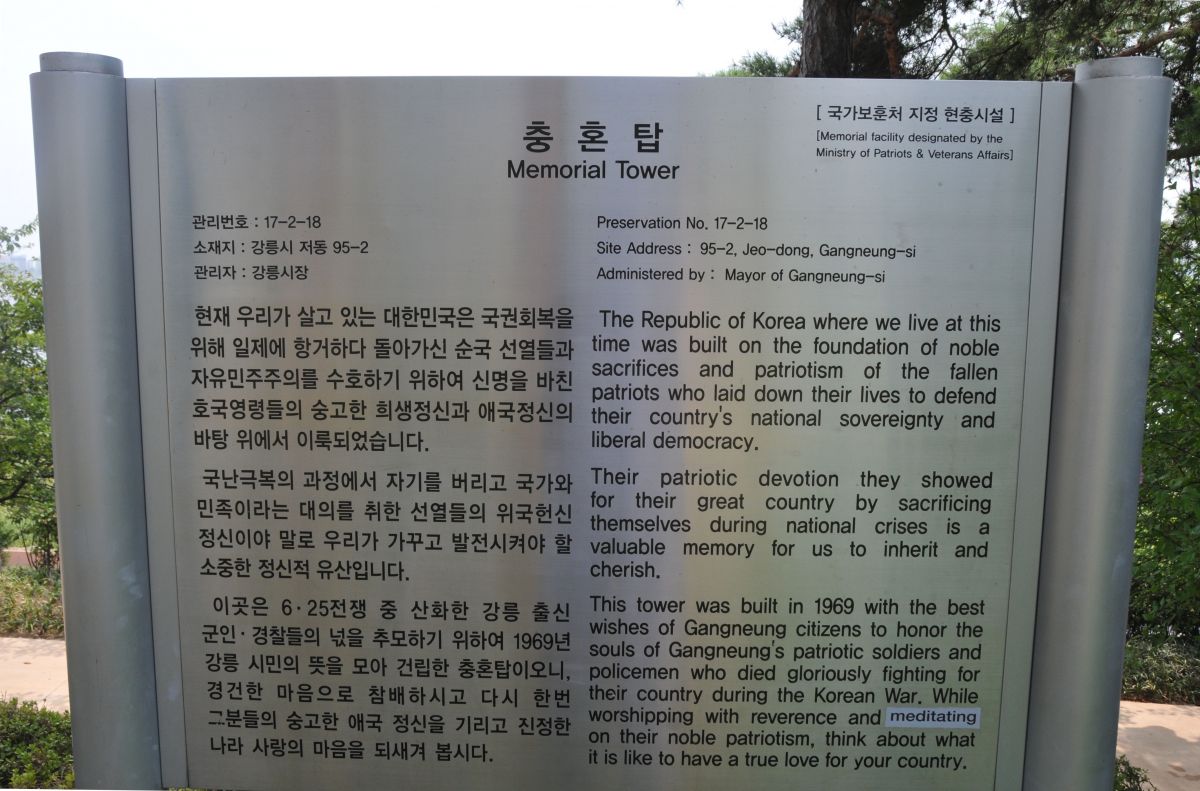 [ 국가보훈처 지정 현충시설 ]
[Memorial facility designated by the
Ministry of Patriots & Veterans Affairs]
충혼탑
Memorial Tower
관리번호 : 17-2-18
소재지 : 강릉시 저동 95-2
관리자 : 강릉시장
현재 우리가 살고 있는 대한민국은 국권회복을
위해 일제에 항거하다 돌아가신 순국 선열들과
자유민주주의를 수호하기 위하여 신명을 바친
호국영령들의 숭고한 희생정신과 애국정신의
바탕 위에서 이룩되었습니다.
국난극복의 과정에서 자기를 버리고 국가와
민족이라는 대의를 취한 선열들의 위국헌신
정신이야 말로 우리가 가꾸고 발전시켜야 할
소중한 정신적 유산입니다.
이곳은 6·25전쟁 중 산화한 강릉 출신
군인·경찰들의 넋을 추모하기 위하여 1969년
강릉 시민의 뜻을 모아 건립한 충혼탑이오니,
경건한 마음으로 참배하시고 다시 한번
그분들의 숭고한 애국 정신을 기리고 진정한
나라 사랑의 마음을 되새겨 봅시다.
Preservation No. 17-2-18
Site Address : 95-2, Jeo-dong, Gangneung-si
Administered by : Mayor of Gangneung-si
The Republic of Korea where we live at this
time was built on the foundation of noble
sacrifices and patriotism of the fallen
patriots who laid down their lives to defend
their country's national sovereignty and
liberal democracy.
Their patriotic devotion they showed
for their great country by sacrificing
themselves during national crises is a
valuable memory for us to inherit and
cherish.
This tower was built in 1969 with the best
wishes of Gangneung citizens to honor the
souls of Gangneung's patriotic soldiers and
policemen who died gloriously fighting for
their country during the Korean War. While
worshipping with reverence and meditating
on their noble patriotism, think about what
it is like to have a true love for your country.